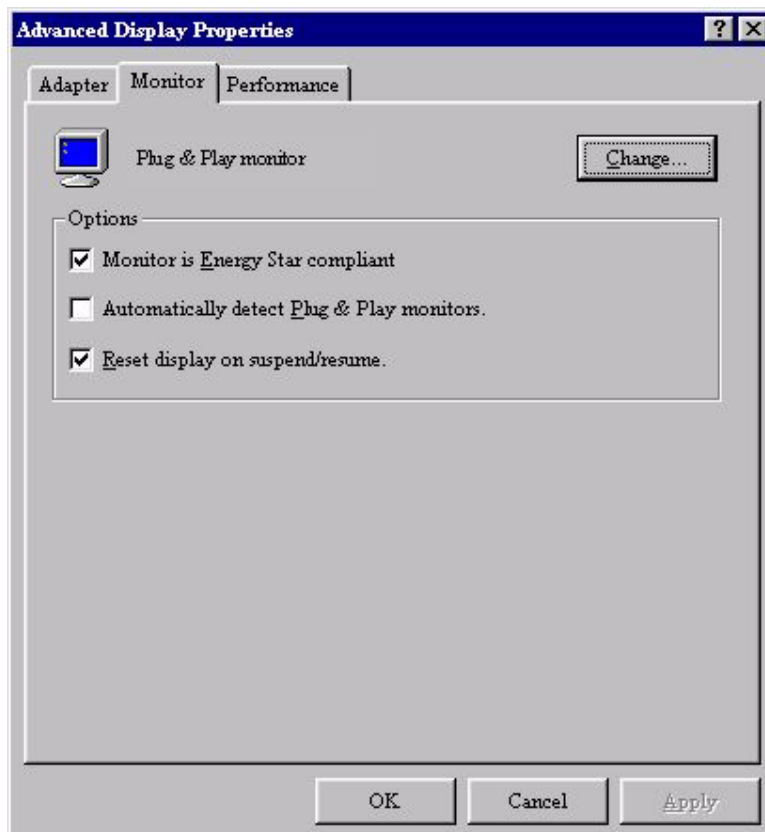 Advanced Display Properties
Adapter Monitor Performance
Plug & Play monitor Change...
Options
Monitor is Energy Star compliant
Automatically detect Plug & Play monitors.
Reset display on suspend/resume.
OK Cancel Apply